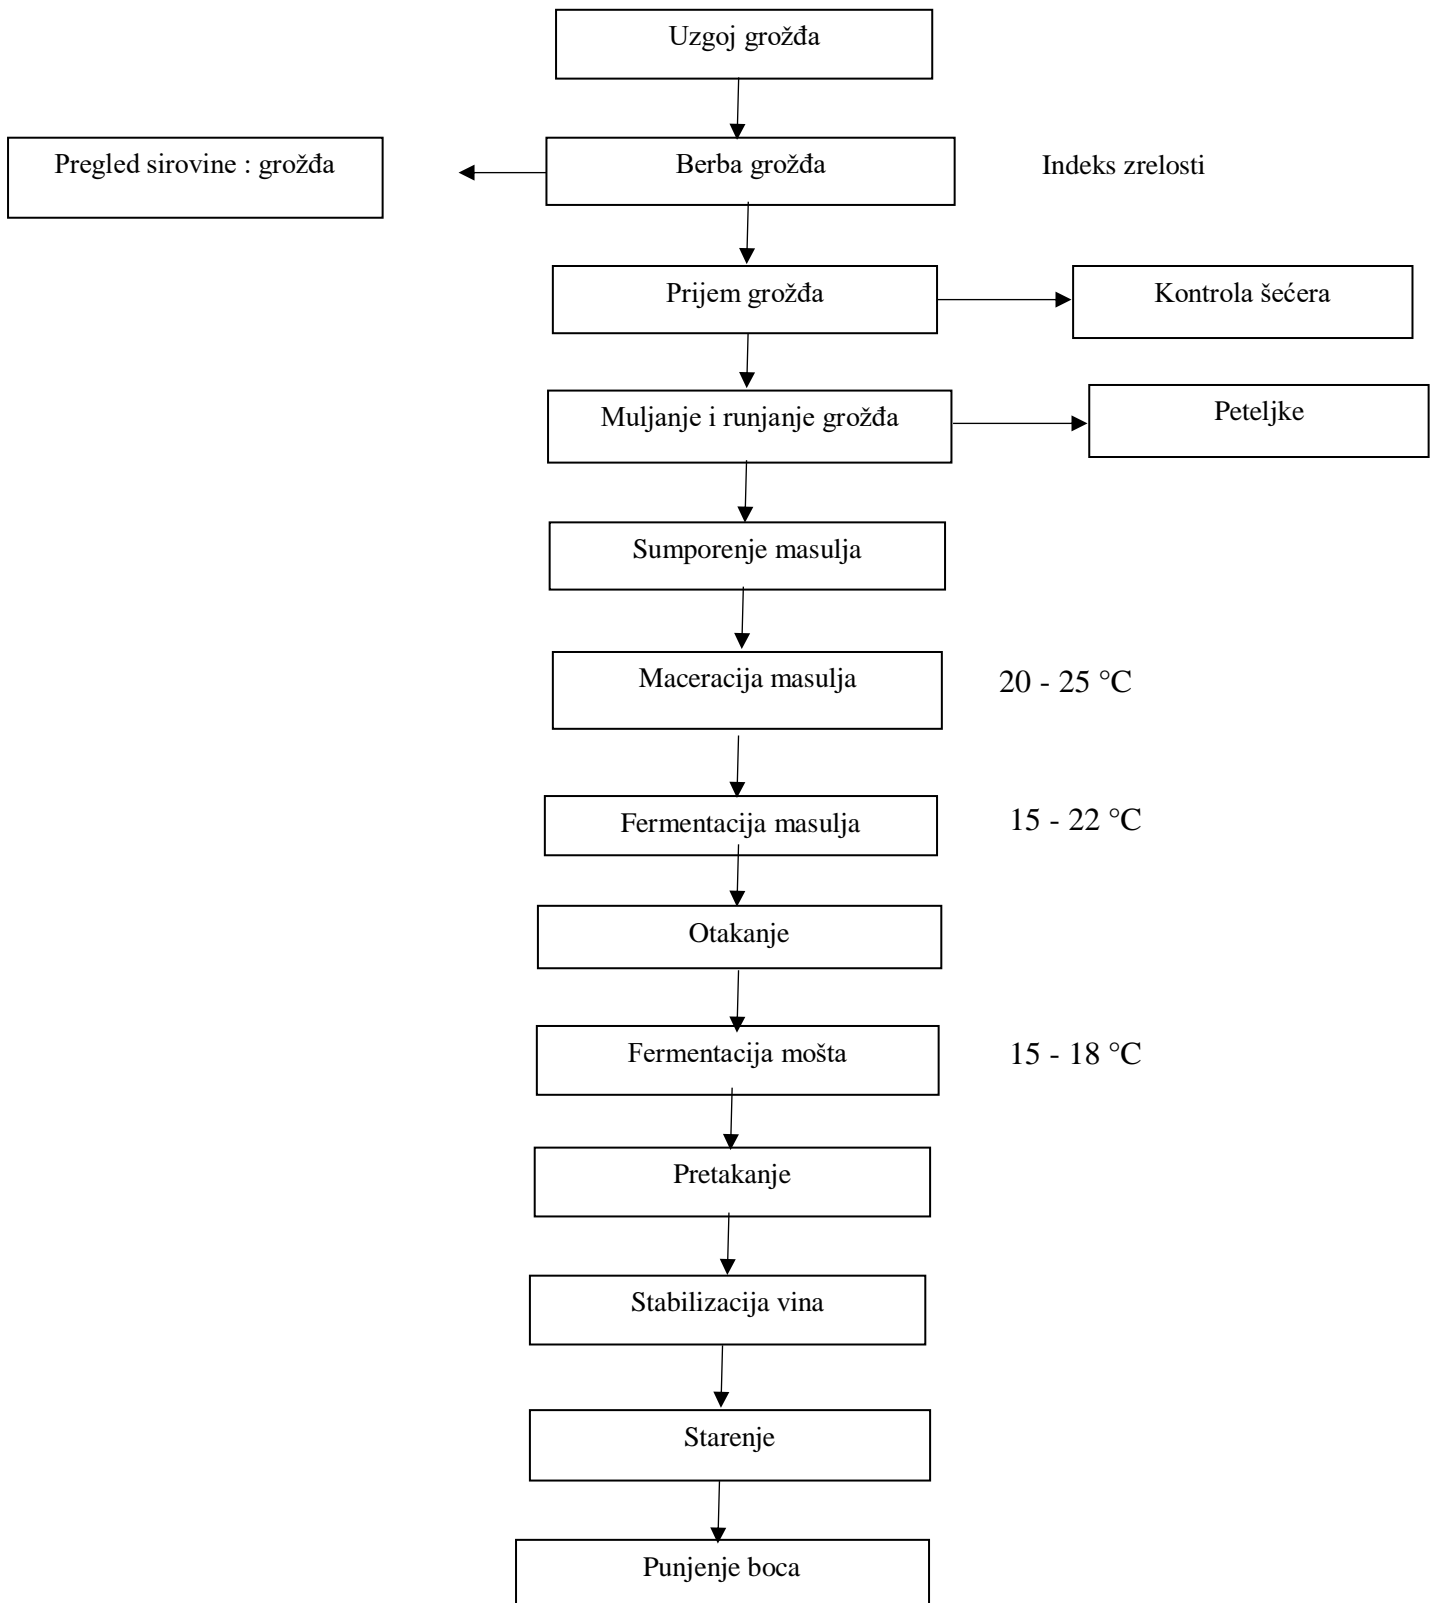 Uzgoj grožđa
Pregled sirovine : grožđa
Berba grožđa
Indeks zrelosti
Prijem grožđa
Kontrola šećera
Muljanje i runjanje grožđa
Peteljke
Sumporenje masulja
Maceracija masulja
20 - 25 °C
Fermentacija masulja
15 - 22 °C
Otakanje
Fermentacija mošta
15 - 18 °C
Pretakanje
Stabilizacija vina
Starenje
Punjenje boca